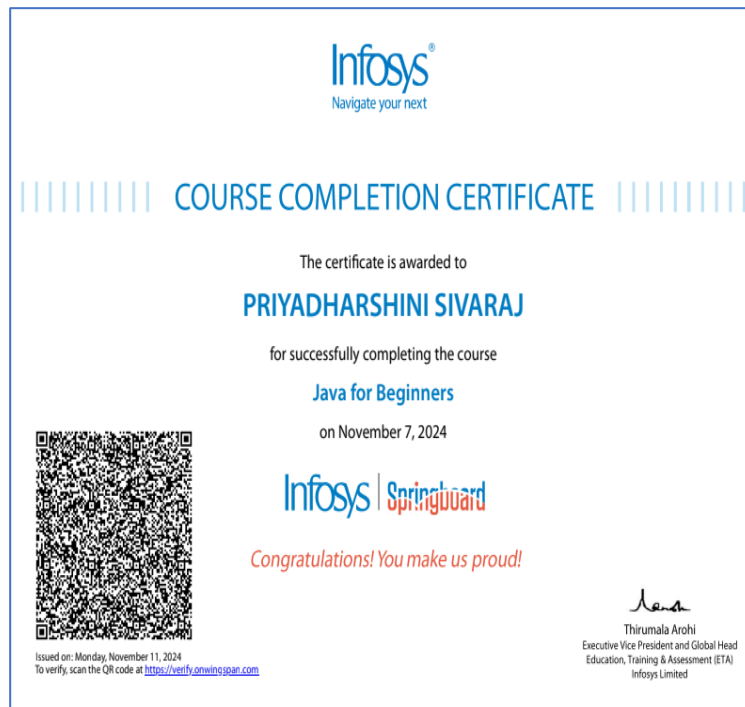 Infosys®
Navigate your next
COURSE COMPLETION CERTIFICATE
The certificate is awarded to
PRIYADHARSHINI SIVARAJ
for successfully completing the course
Java for Beginners
on November 7, 2024
Infosys | Springboard
Congratulations! You make us proud!
Thirumala Arohi
Executive Vice President and Global Head
Education, Training & Assessment (ETA)
Infosys Limited
Issued on: Monday, November 11, 2024
To verify, scan the QR code at https://verify.onwingspan.com